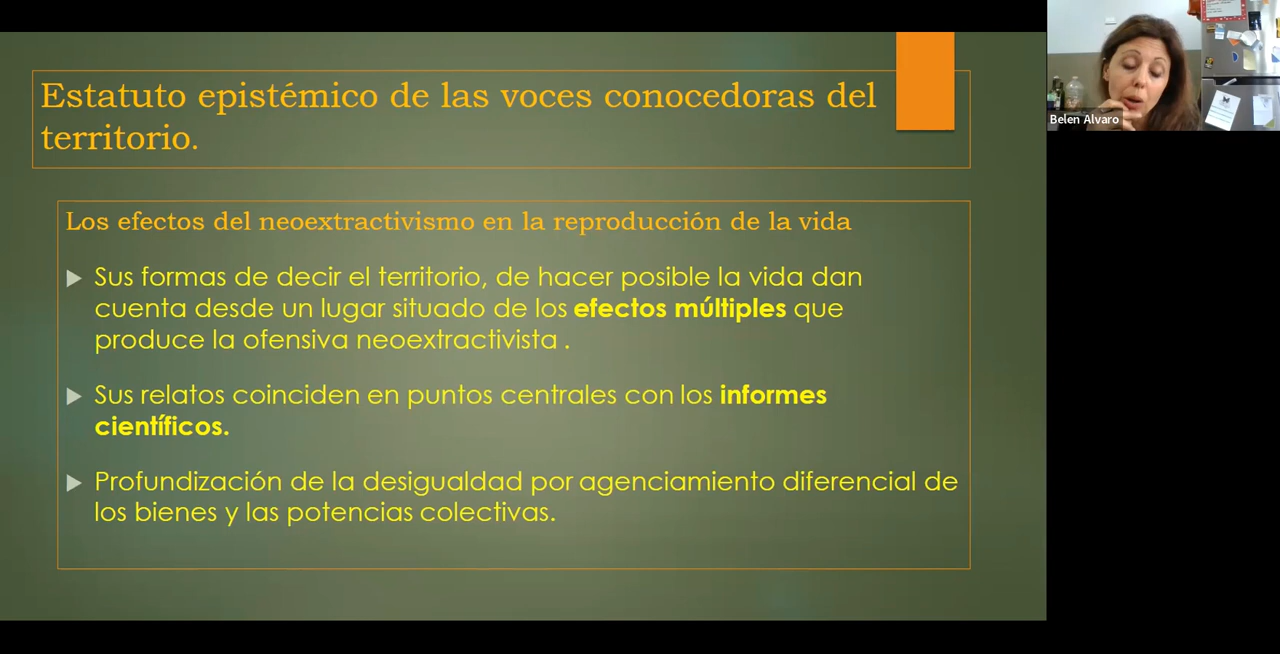 Estatuto epistémico de las voces conocedoras del
territorio.
Los efectos del neoextractivismo en la reproducción de la vida
Sus formas de decir el territorio, de hacer posible la vida dan
cuenta desde un lugar situado de los efectos múltiples que
produce la ofensiva neoextractivista .
Sus relatos coinciden en puntos centrales con los informes
científicos.
Profundización de la desigualdad por agenciamiento diferencial de
los bienes y las potencias colectivas.
Belen Alvaro